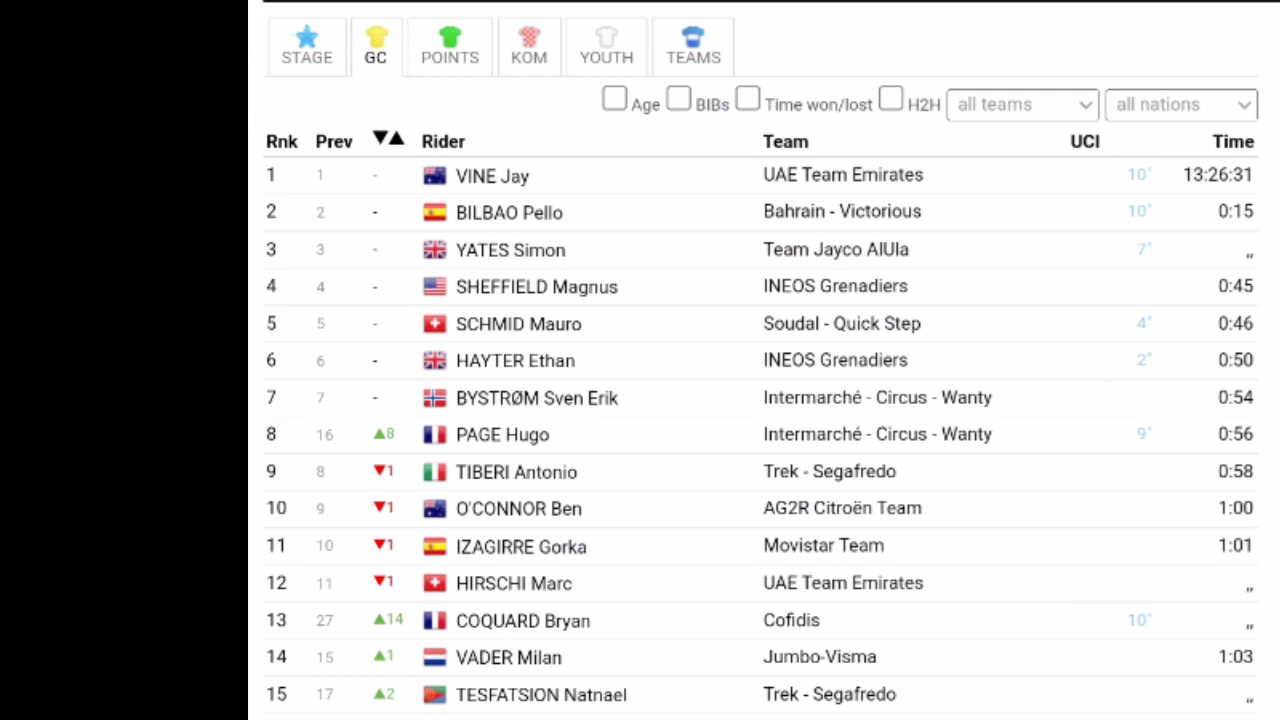 STAGE GC POINTS KOM YOUTH TEAMS
Age BIBs Time won/lost H2H all teams all nations
Rnk Prev ▼▲ Rider Team UCI Time
1 1 - VINE Jay UAE Team Emirates 10" 13:26:31
2 2 - BILBAO Pello Bahrain - Victorious 10" 0:15
3 3 - YATES Simon Team Jayco AlUla 7" ,,
4 4 - SHEFFIELD Magnus INEOS Grenadiers 0:45
5 5 - SCHMID Mauro Soudal - Quick Step 4" 0:46
6 6 - HAYTER Ethan INEOS Grenadiers 2" 0:50
7 7 - BYSTRØM Sven Erik Intermarché - Circus - Wanty 0:54
8 16 ▲8 PAGE Hugo Intermarché - Circus - Wanty 9" 0:56
9 8 ▼1 TIBERI Antonio Trek - Segafredo 0:58
10 9 ▼1 O'CONNOR Ben AG2R Citroën Team 1:00
11 10 ▼1 IZAGIRRE Gorka Movistar Team 1:01
12 11 ▼1 HIRSCHI Marc UAE Team Emirates ,,
13 27 ▲14 COQUARD Bryan Cofidis 10" ,,
14 15 ▲1 VADER Milan Jumbo-Visma 1:03
15 17 ▲2 TESFATSION Natnael Trek - Segafredo ,,